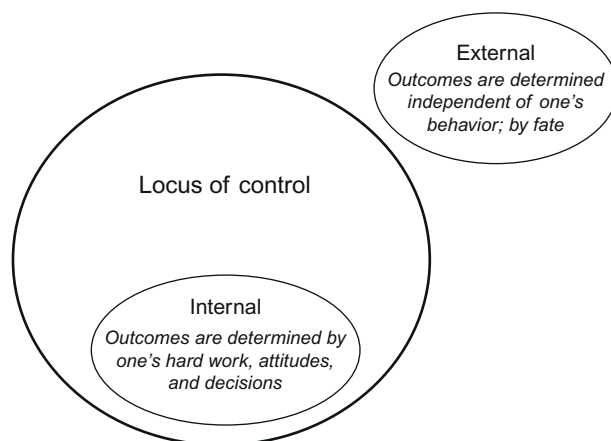 External
Outcomes are determined
independent of one's
behavior; by fate
Locus of control
Internal
Outcomes are determined by
one's hard work, attitudes,
and decisions